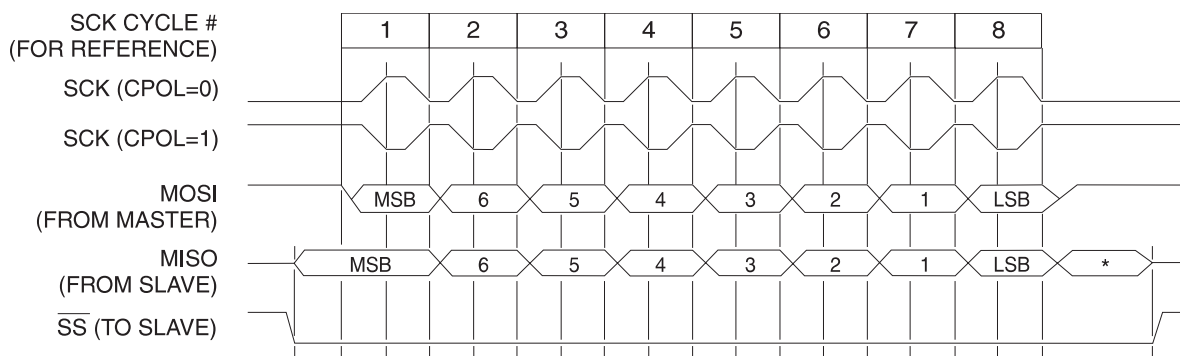 SCK CYCLE # 1 2 3 4 5 6 7 8
(FOR REFERENCE)
SCK (CPOL=0)
SCK (CPOL=1)
MOSI MSB 6 5 4 3 2 1 LSB
(FROM MASTER)
MISO MSB 6 5 4 3 2 1 LSB *
(FROM SLAVE)
SS (TO SLAVE)